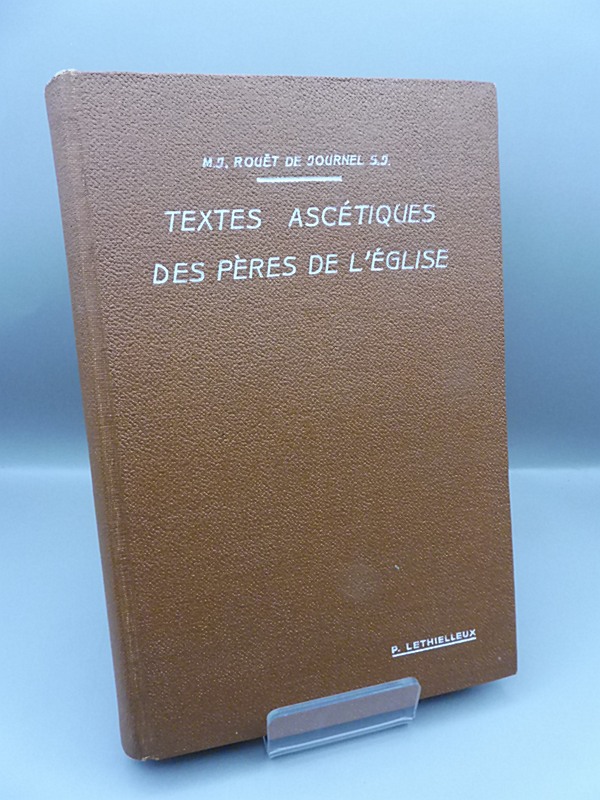 M.J. ROUËT DE JOURNEL S.J.
TEXTES ASCÉTIQUES
DES PÈRES DE L'ÉGLISE
P. LETHIELLEUX